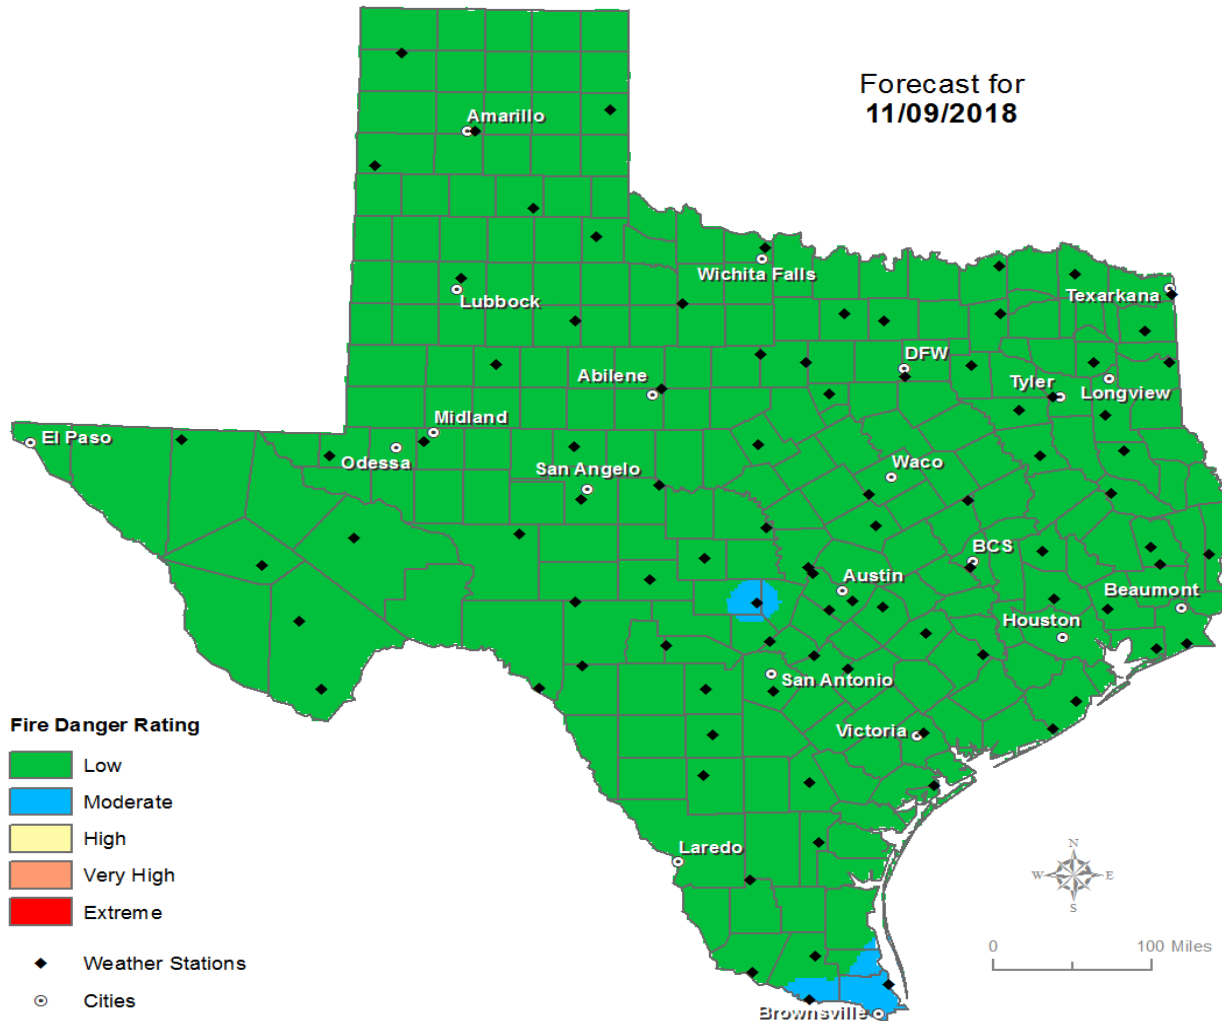 Forecast for
11/09/2018
Amarillo
Wichita Falls
Lubbock
Texarkana
DFW
Abilene
Tyler
Longview
Midland
El Paso
Odessa
San Angelo
Waco
BCS
Austin
Beaumont
Houston
San Antonio
Victoria
Laredo
Brownsville
Fire Danger Rating
Low
Moderate
High
Very High
Extreme
Weather Stations
Cities
N
W E
S
0 100 Miles